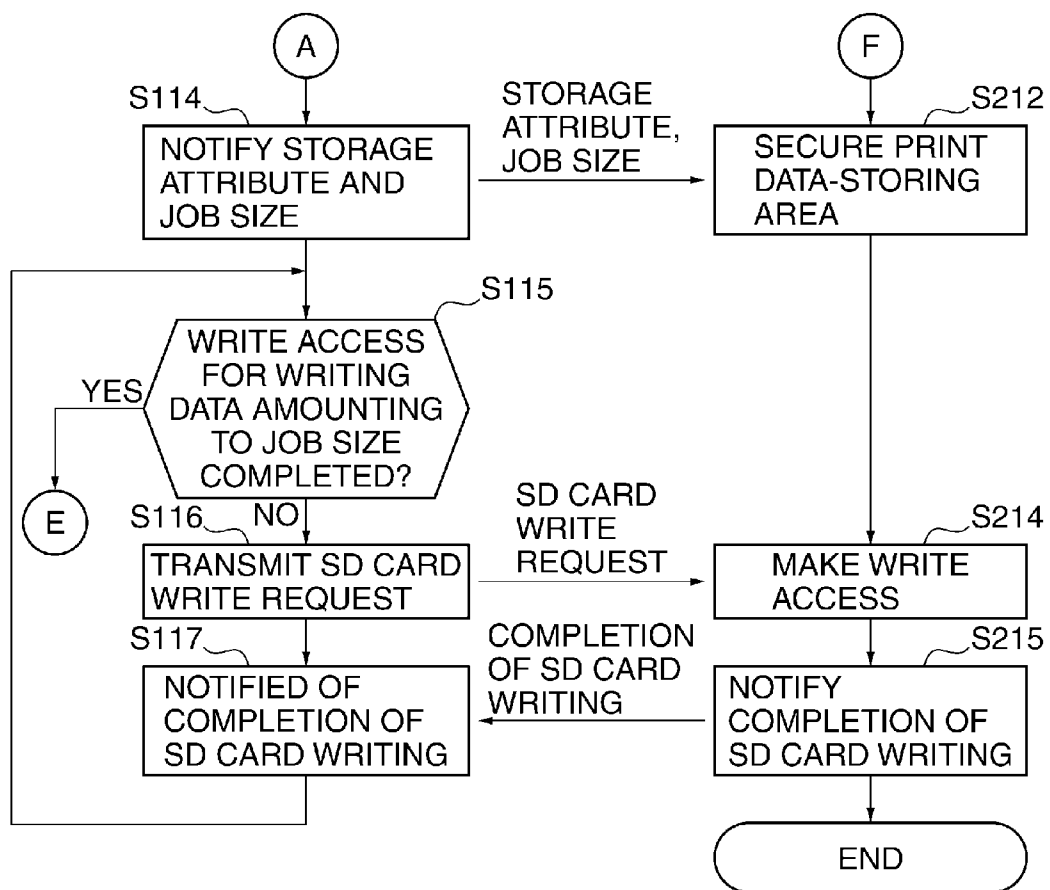 A
F
S114
STORAGE
ATTRIBUTE,
JOB SIZE
S212
NOTIFY STORAGE
ATTRIBUTE AND
JOB SIZE
SECURE PRINT
DATA-STORING
AREA
S115
WRITE ACCESS
FOR WRITING
DATA AMOUNTING
TO JOB SIZE
COMPLETED?
YES
E
NO
S116
SD CARD
WRITE
REQUEST
S214
TRANSMIT SD CARD
WRITE REQUEST
MAKE WRITE
ACCESS
S117
COMPLETION
OF SD CARD
WRITING
S215
NOTIFIED OF
COMPLETION OF
SD CARD WRITING
NOTIFY
COMPLETION OF
SD CARD WRITING
END